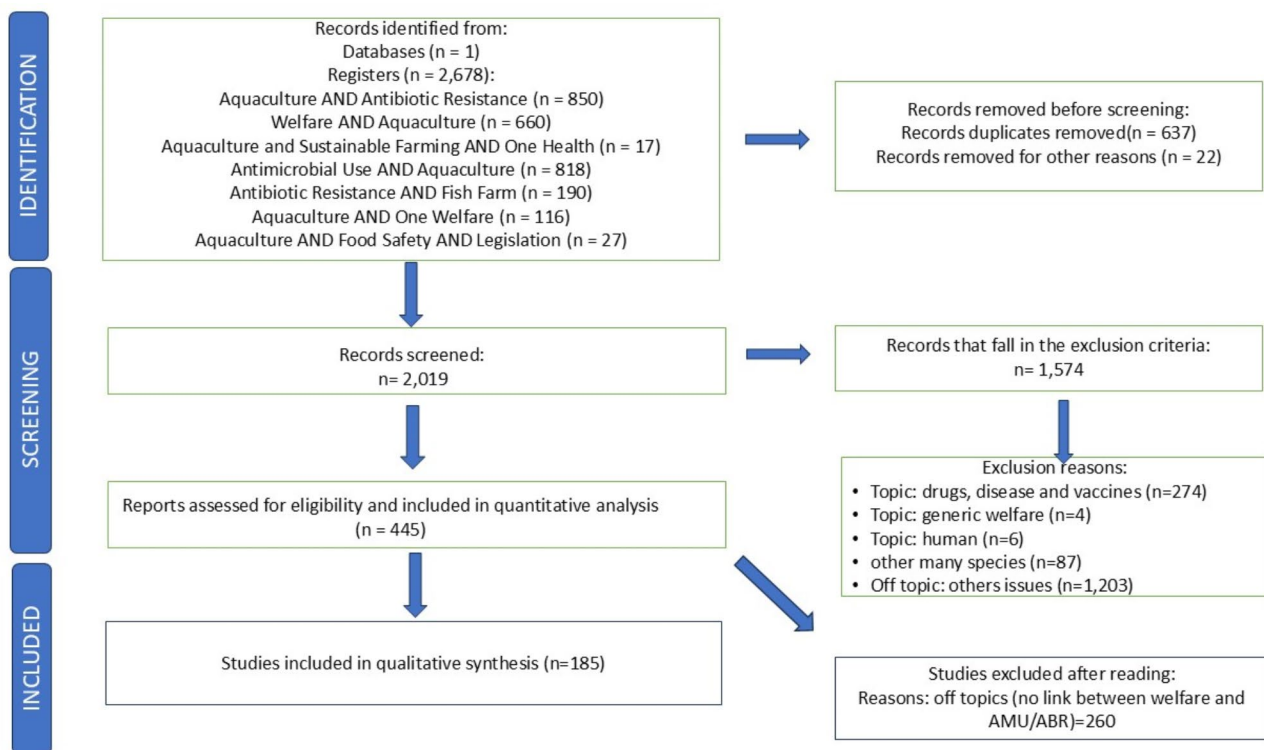 IDENTIFICATION
Records identified from:
Databases (n = 1)
Registers (n = 2,678):
Aquaculture AND Antibiotic Resistance (n = 850)
Welfare AND Aquaculture (n = 660)
Aquaculture and Sustainable Farming AND One Health (n = 17)
Antimicrobial Use AND Aquaculture (n = 818)
Antibiotic Resistance AND Fish Farm (n = 190)
Aquaculture AND One Welfare (n = 116)
Aquaculture AND Food Safety AND Legislation (n = 27)
Records removed before screening:
Records duplicates removed(n = 637)
Records removed for other reasons (n = 22)
SCREENING
Records screened:
n= 2,019
Records that fall in the exclusion criteria:
n= 1,574
Reports assessed for eligibility and included in quantitative analysis
(n = 445)
Exclusion reasons:
• Topic: drugs, disease and vaccines (n=274)
• Topic: generic welfare (n=4)
• Topic: human (n=6)
• other many species (n=87)
• Off topic: others issues (n=1,203)
INCLUDED
Studies included in qualitative synthesis (n=185)
Studies excluded after reading:
Reasons: off topics (no link between welfare and
AMU/ABR)=260